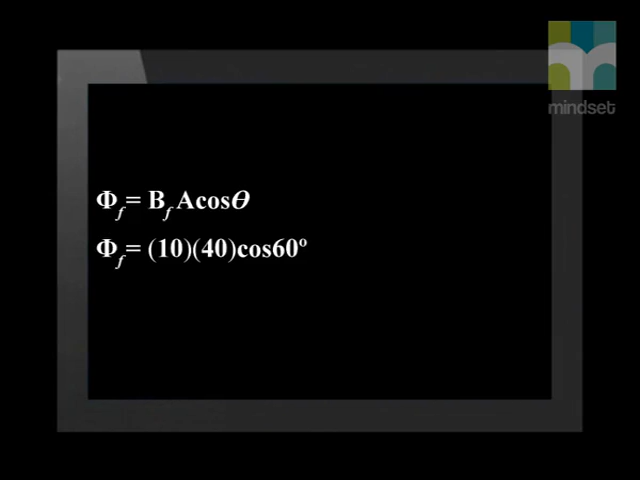 mindset
Φf = Bf Acosθ
Φf = (10)(40)cos60º